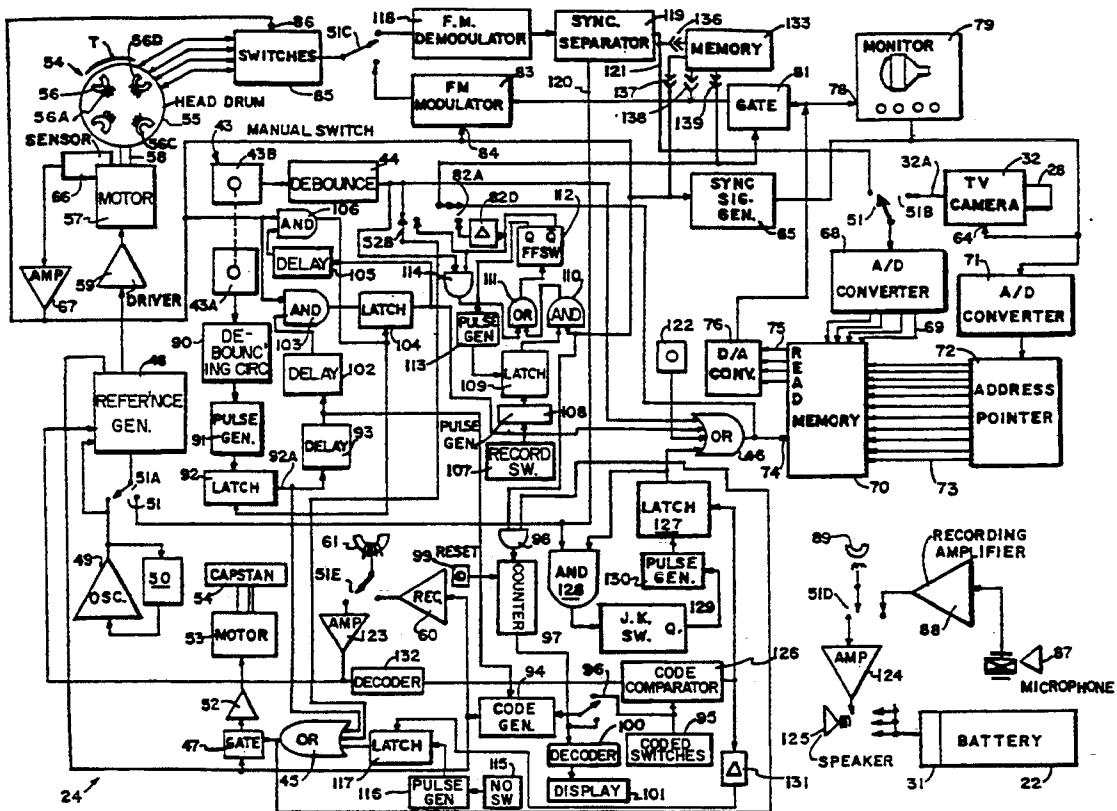 118
F.M. DEMODULATOR
119
SYNC. SEPARATOR
136
133
MEMORY
79
MONITOR
86
51C
SWITCHES
85
54
T
56D
56
56A
HEAD DRUM
55
56C
58
120
121
137
138
139
81
GATE
78
83
FM MODULATOR
84
SENSOR
66
MOTOR
57
MANUAL SWITCH
43
43B
44
DEBOUNCE
82A
82D
Δ
112
Q
Q̄
FFSW
SYNC SIG- GEN.
65
32A
32
28
TV CAMERA
51
51B
64
68
A/D CONVERTER
69
71
A/D CONVERTER
AND
106
DELAY
105
52B
114
111
OR
110
AND
AMP
67
59
DRIVER
43A
AND
103
LATCH
104
PULSE GEN
113
LATCH
109
122
76
D/A CONV.
75
READ
MEMORY
70
72
ADDRESS POINTER
73
48
REFER'NCE GEN.
90
DE- BOUNC ING CIRC.
DELAY
102
PULSE GEN.
108
RECORD SW.
107
OR
46
74
PULSE GEN.
91
92A
DELAY
93
92
LATCH
51A
51
49
OSC.
50
LATCH
127
PULSE GEN.
130
129
AND
128
J.K. SW. Q.
98
COUNTER
97
RESET
99
61
51E
REC.
60
AMP
123
CAPSTAN
54
MOTOR
53
52
89
RECORDING AMPLIFIER
51D
88
87
MICROPHONE
AMP
124
125
SPEAKER
BATTERY
31
22
132
DECODER
94
CODE GEN.
96
126
CODE COMPARATOR
95
CODED SWITCHES
100
DECODER
DISPLAY
101
Δ
131
47
GATE
OR
45
LATCH
117
116
PULSE GEN
115
NO SW
24